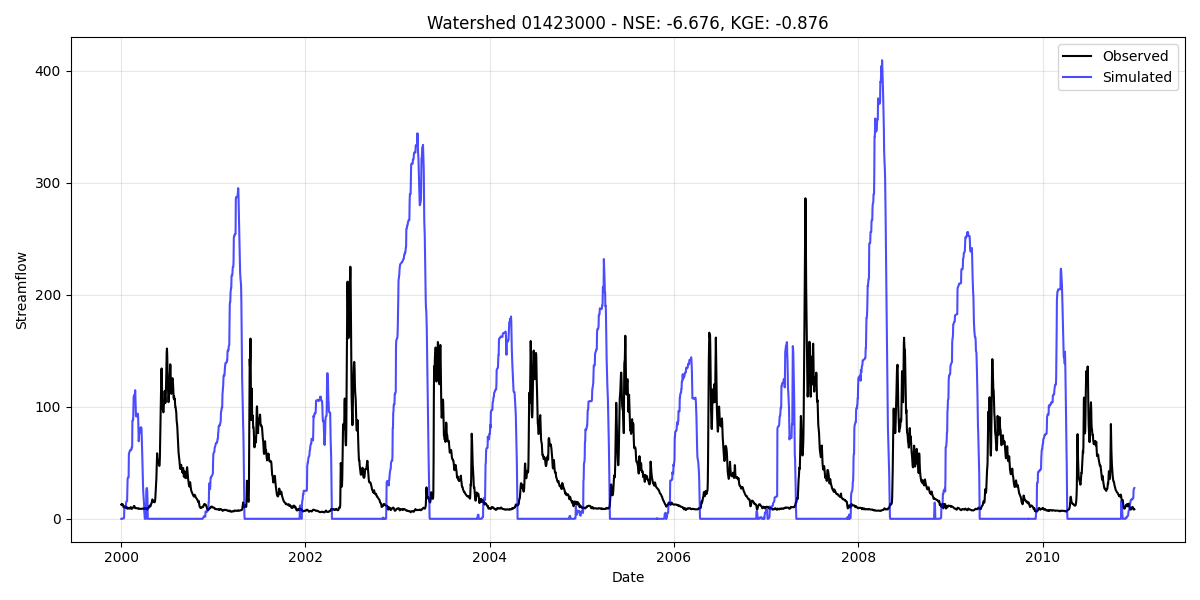 Watershed 01423000 - NSE: -6.676, KGE: -0.876
Observed
Simulated
400
300
200
100
0
Streamflow
2000 2002 2004 2006 2008 2010
Date